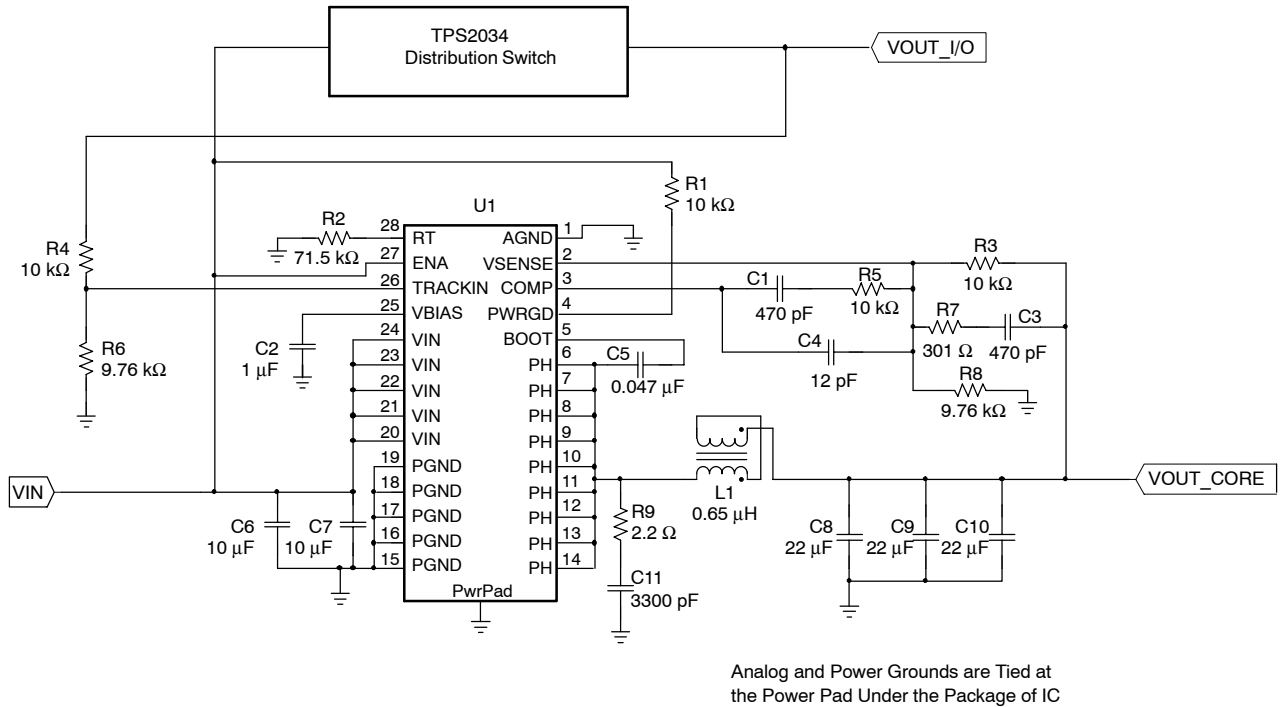 TPS2034
Distribution Switch
VOUT_I/O
R1
10 kΩ
U1
R2
71.5 kΩ
R4
10 kΩ
R6
9.76 kΩ
C2
1 μF
28 RT
27 ENA
26 TRACKIN
25 VBIAS
24 VIN
23 VIN
22 VIN
21 VIN
20 VIN
19 PGND
18 PGND
17 PGND
16 PGND
15 PGND
AGND 1
VSENSE 2
COMP 3
PWRGD 4
BOOT 5
PH 6
PH 7
PH 8
PH 9
PH 10
PH 11
PH 12
PH 13
PH 14
PwrPad
C1
470 pF
R5
10 kΩ
R3
10 kΩ
R7
301 Ω
C3
470 pF
C4
12 pF
R8
9.76 kΩ
C5
0.047 μF
L1
0.65 μH
VIN
C6
10 μF
C7
10 μF
R9
2.2 Ω
C11
3300 pF
C8
22 μF
C9
22 μF
C10
22 μF
VOUT_CORE
Analog and Power Grounds are Tied at
the Power Pad Under the Package of IC